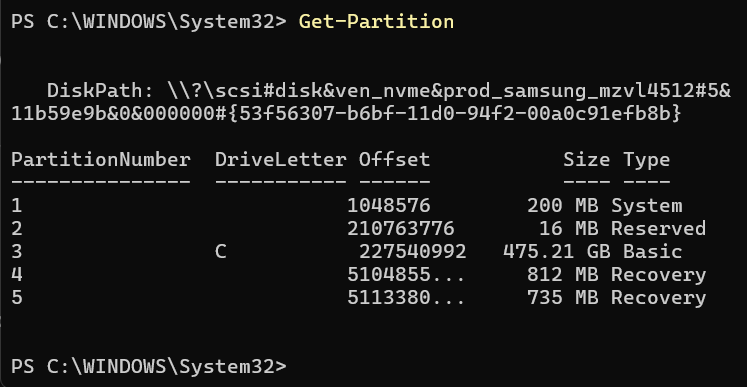 PS C:\WINDOWS\System32> Get-Partition
DiskPath: \\?\scsi#disk&ven_nvme&prod_samsung_mzvl4512#5&
11b59e9b&0&000000#{53f56307-b6bf-11d0-94f2-00a0c91efb8b}
PartitionNumber  DriveLetter Offset                    Size Type
---------------  ----------- ------                    ---- ----
1                            1048576                 200 MB System
2                            210763776                16 MB Reserved
3                C            227540992           475.21 GB Basic
4                            5104855...              812 MB Recovery
5                            5113380...              735 MB Recovery
PS C:\WINDOWS\System32>